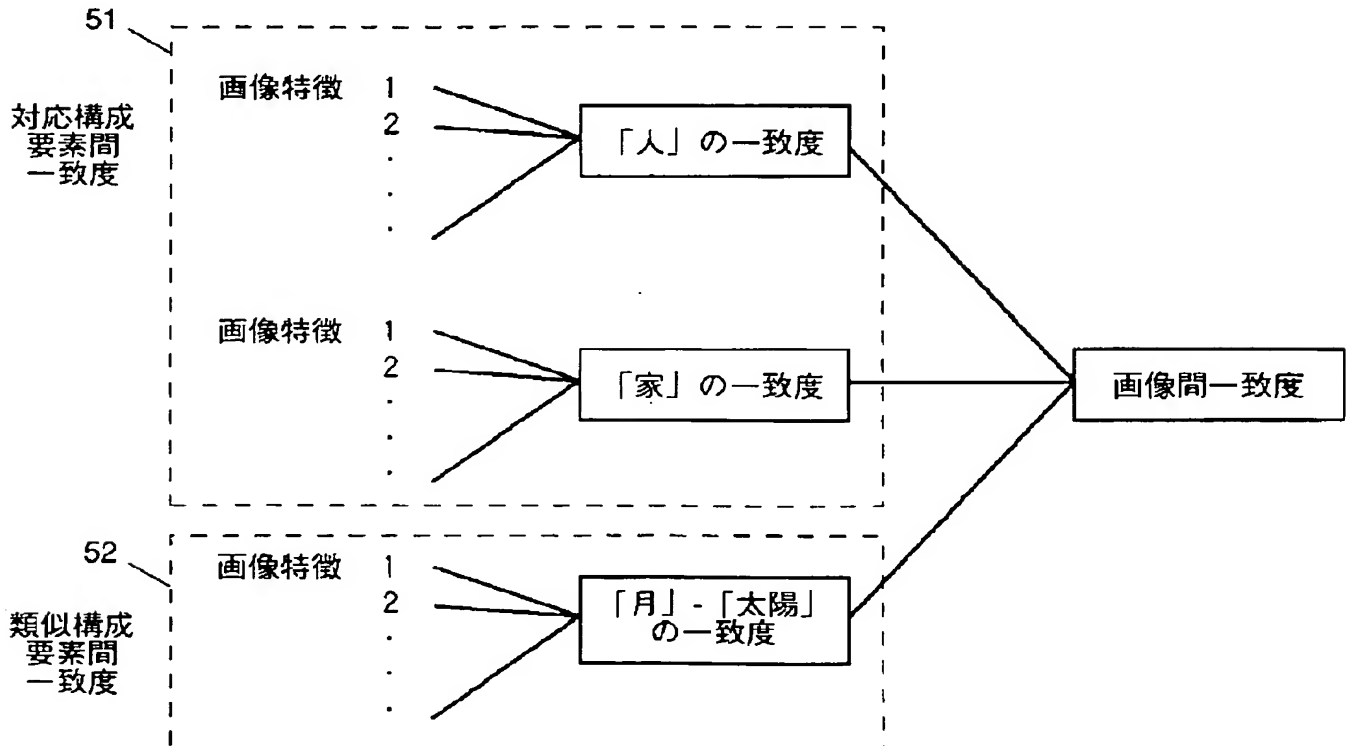 51
対応構成
要素間
一致度
画像特徴 1
2
「人」の一致度
画像特徴 1
2
「家」の一致度
画像間一致度
52
類似構成
要素間
一致度
画像特徴 1
2
「月」-「太陽」
の一致度